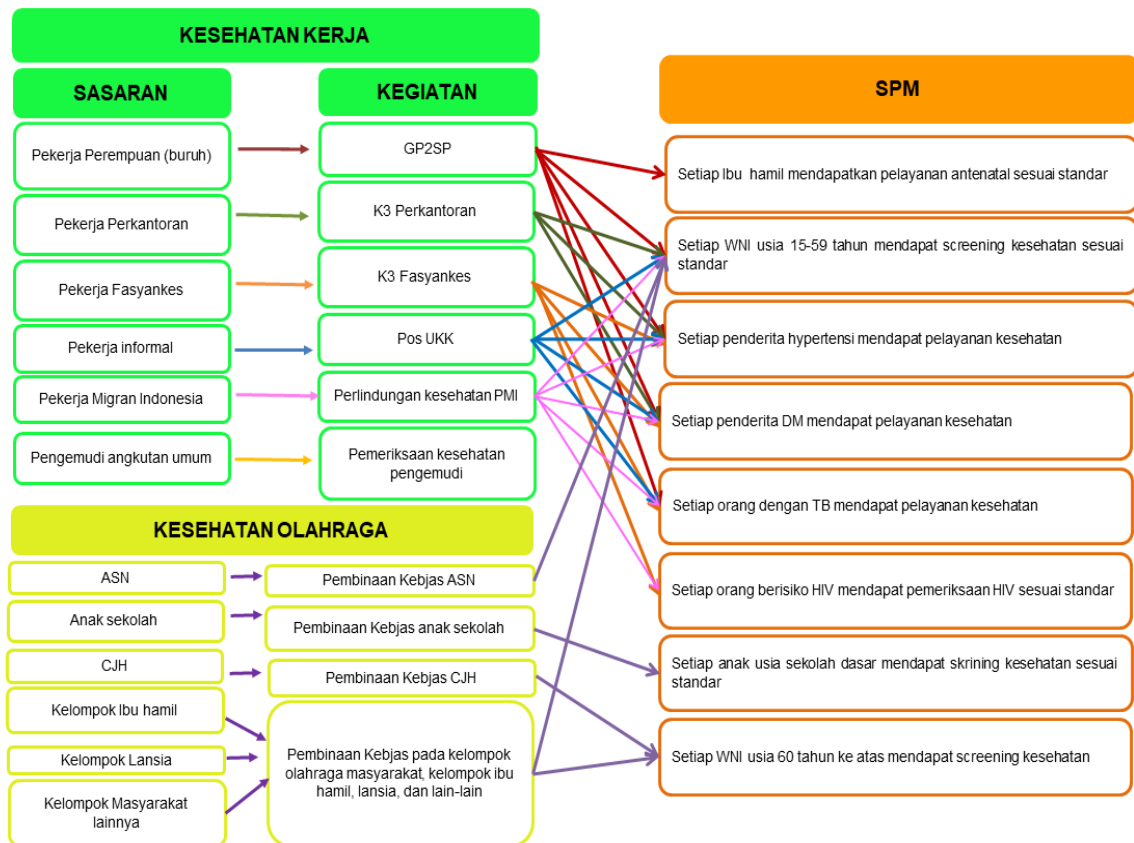 KESEHATAN KERJA
SASARAN
KEGIATAN
SPM
Pekerja Perempuan (buruh)
GP2SP
Setiap Ibu hamil mendapatkan pelayanan antenatal sesuai standar
Pekerja Perkantoran
K3 Perkantoran
Setiap WNI usia 15-59 tahun mendapat screening kesehatan sesuai
standar
Pekerja Fasyankes
K3 Fasyankes
Setiap penderita hypertensi mendapat pelayanan kesehatan
Pekerja informal
Pos UKK
Pekerja Migran Indonesia
Perlindungan kesehatan PMI
Setiap penderita DM mendapat pelayanan kesehatan
Pengemudi angkutan umum
Pemeriksaan kesehatan
pengemudi
Setiap orang dengan TB mendapat pelayanan kesehatan
KESEHATAN OLAHRAGA
ASN
Pembinaan Kebjas ASN
Setiap orang berisiko HIV mendapat pemeriksaan HIV sesuai standar
Anak sekolah
Pembinaan Kebjas anak sekolah
Setiap anak usia sekolah dasar mendapat skrining kesehatan sesuai
standar
CJH
Pembinaan Kebjas CJH
Kelompok Ibu hamil
Kelompok Lansia
Kelompok Masyarakat
lainnya
Pembinaan Kebjas pada kelompok
olahraga masyarakat, kelompok ibu
hamil, lansia, dan lain-lain
Setiap WNI usia 60 tahun ke atas mendapat screening kesehatan